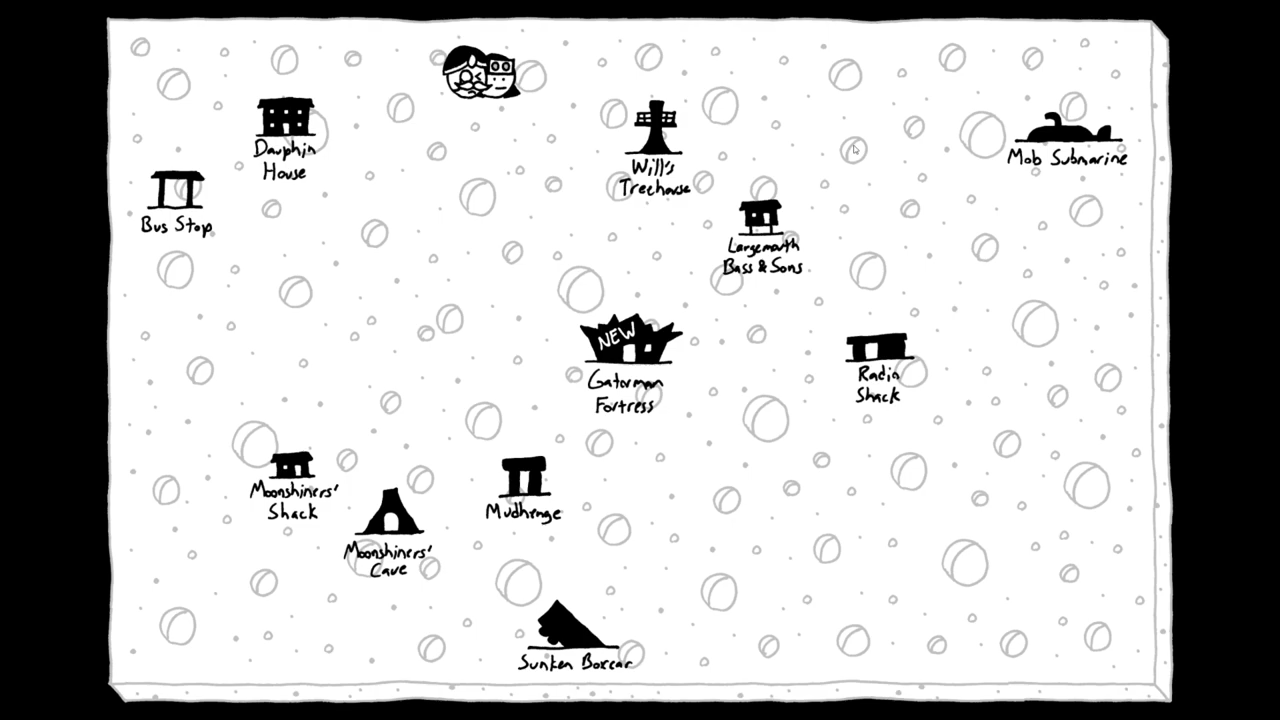 Dauphin
House
Will's
Treehouse
Mob Submarine
Bus Stop
Largemouth
Bass & Sons
NEW
Gatorman
Fortress
Radio
Shack
Moonshiners'
Shack
Mudhenge
Moonshiners'
Cave
Sunken Boxcar